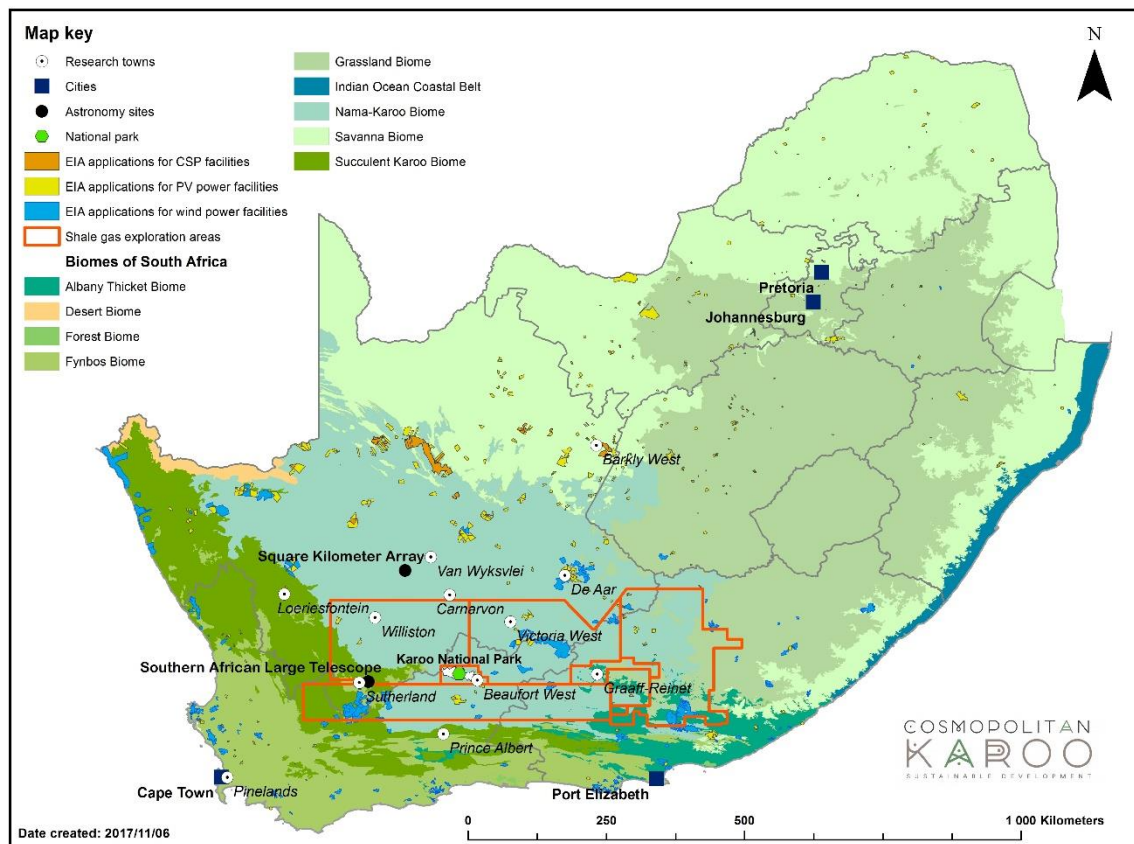 Map key
Research towns
Cities
Astronomy sites
National park
EIA applications for CSP facilities
EIA applications for PV power facilities
EIA applications for wind power facilities
Shale gas exploration areas
Biomes of South Africa
Albany Thicket Biome
Desert Biome
Forest Biome
Fynbos Biome
Grassland Biome
Indian Ocean Coastal Belt
Nama-Karoo Biome
Savanna Biome
Succulent Karoo Biome
N
Pretoria
Johannesburg
Barkly West
Square Kilometer Array
Van Wyksvlei
De Aar
Loeriesfontein
Carnarvon
Williston
Victoria West
Karoo National Park
Southern African Large Telescope
Sutherland
Beaufort West
Graaff-Reinet
Prince Albert
Cape Town
Pinelands
Port Elizabeth
COSMOPOLITAN
KAROO
SUSTAINABLE DEVELOPMENT
Date created: 2017/11/06
0 250 500 1 000 Kilometers